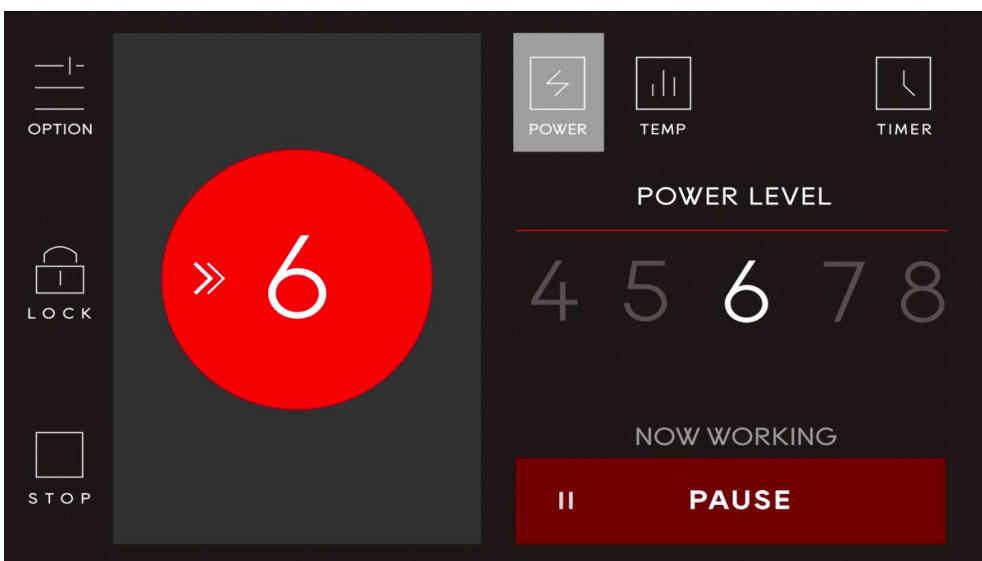 OPTION
LOCK
STOP
6
POWER
TEMP
TIMER
POWER LEVEL
4 5 6 7 8
NOW WORKING
PAUSE